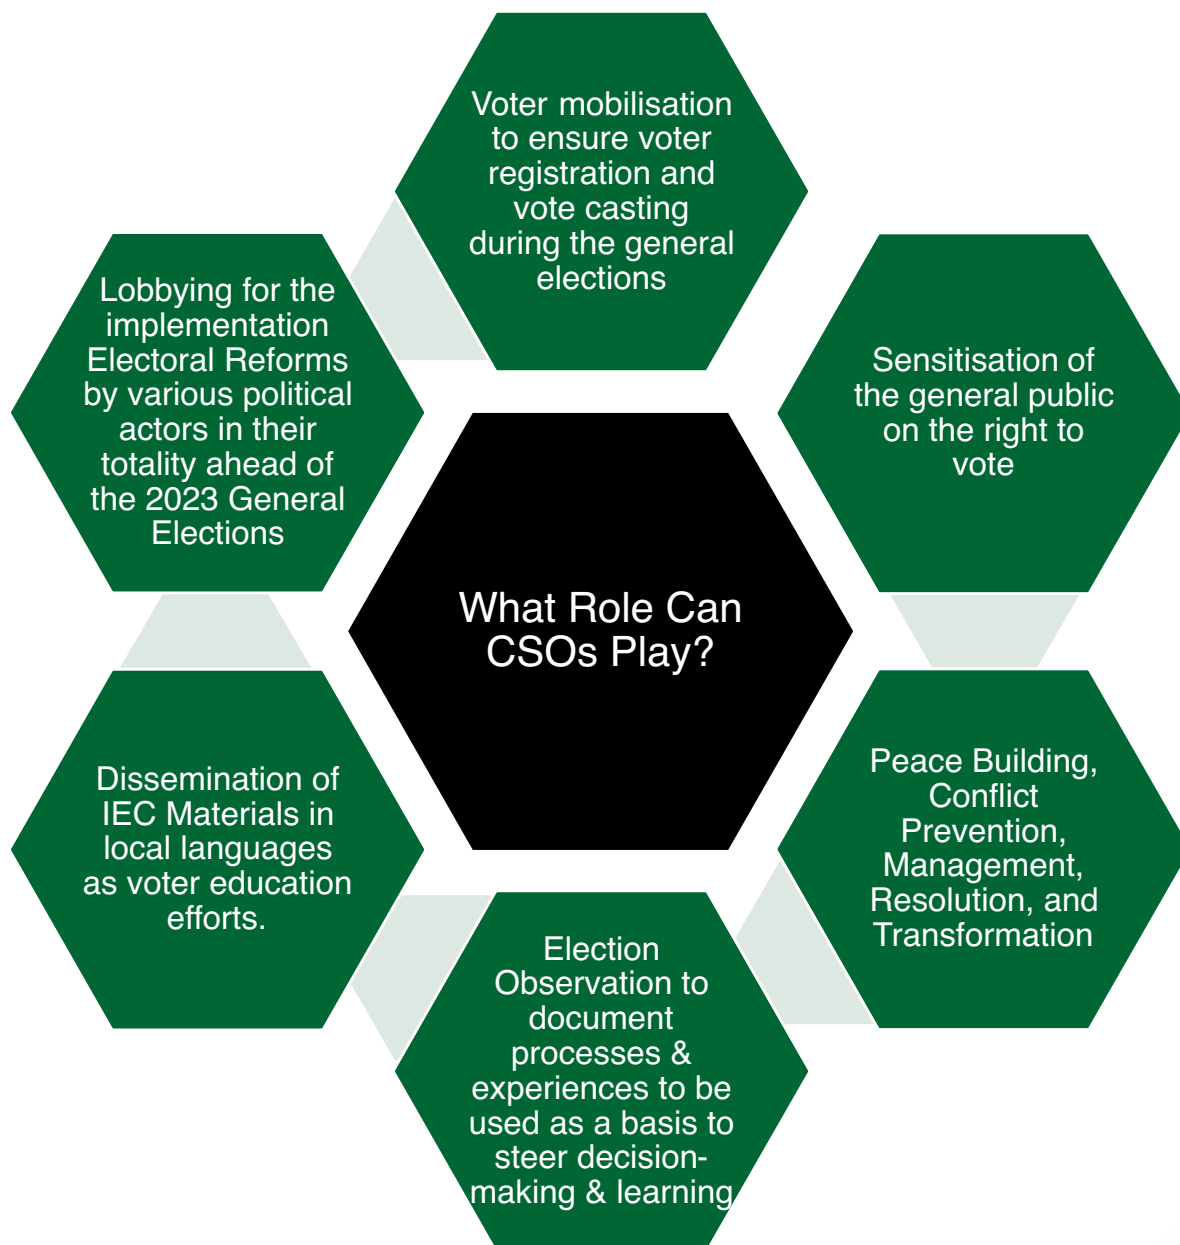 Voter mobilisation
to ensure voter
registration and
vote casting
during the general
elections
Sensitisation of
the general public
on the right to
vote
Peace Building,
Conflict
Prevention,
Management,
Resolution, and
Transformation
Election
Observation to
document
processes &
experiences to be
used as a basis to
steer decision-
making & learning
Dissemination of
IEC Materials in
local languages
as voter education
efforts.
Lobbying for the
implementation
Electoral Reforms
by various political
actors in their
totality ahead of
the 2023 General
Elections
What Role Can
CSOs Play?